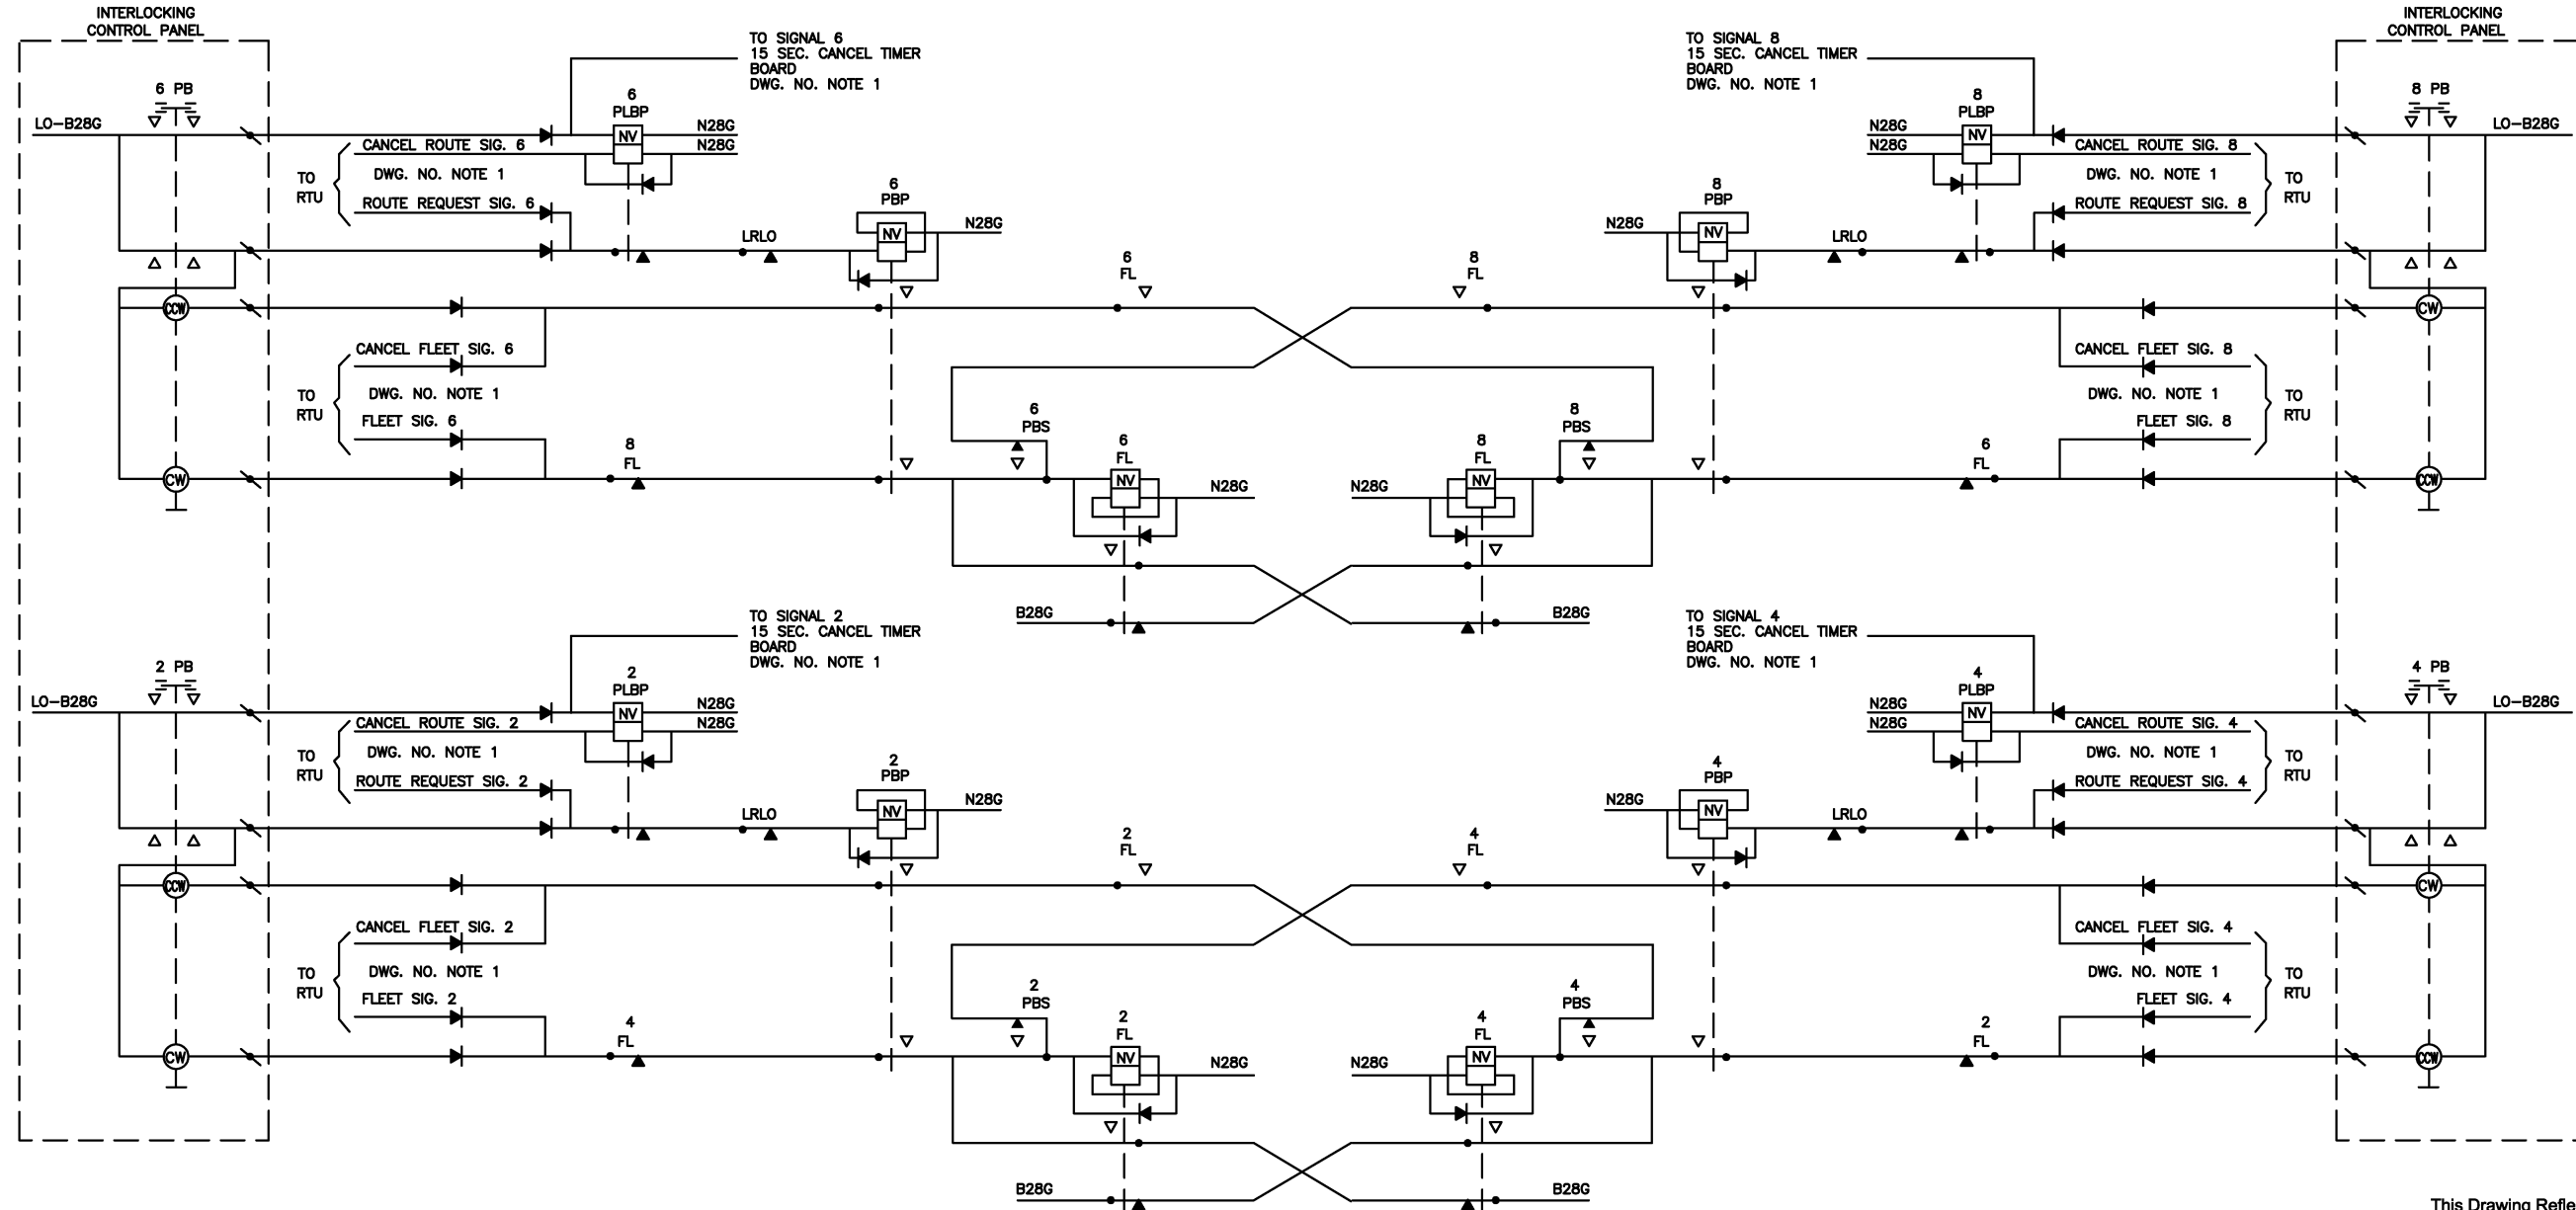 INTERLOCKING
CONTROL PANEL
INTERLOCKING
CONTROL PANEL
TO SIGNAL 6
15 SEC. CANCEL TIMER
BOARD
DWG. NO. NOTE 1
TO SIGNAL 8
15 SEC. CANCEL TIMER
BOARD
DWG. NO. NOTE 1
6 PB
LO-B28G
6
PLBP
NV
N28G
N28G
CANCEL ROUTE SIG. 6
DWG. NO. NOTE 1
ROUTE REQUEST SIG. 6
TO
RTU
LRLO
6
PBP
NV
N28G
8
PBP
NV
N28G
LRLO
8
PLBP
NV
N28G
N28G
CANCEL ROUTE SIG. 8
DWG. NO. NOTE 1
ROUTE REQUEST SIG. 8
TO
RTU
8 PB
LO-B28G
6
FL
8
FL
CCW
CW
CANCEL FLEET SIG. 6
DWG. NO. NOTE 1
FLEET SIG. 6
TO
RTU
CW
8
FL
6
PBS
6
FL
NV
N28G
8
PBS
8
FL
NV
N28G
6
FL
CANCEL FLEET SIG. 8
DWG. NO. NOTE 1
FLEET SIG. 8
TO
RTU
CCW
B28G
B28G
TO SIGNAL 2
15 SEC. CANCEL TIMER
BOARD
DWG. NO. NOTE 1
TO SIGNAL 4
15 SEC. CANCEL TIMER
BOARD
DWG. NO. NOTE 1
2 PB
LO-B28G
2
PLBP
NV
N28G
N28G
CANCEL ROUTE SIG. 2
DWG. NO. NOTE 1
ROUTE REQUEST SIG. 2
TO
RTU
LRLO
2
PBP
NV
N28G
4
PBP
NV
N28G
LRLO
4
PLBP
NV
N28G
N28G
CANCEL ROUTE SIG. 4
DWG. NO. NOTE 1
ROUTE REQUEST SIG. 4
TO
RTU
4 PB
LO-B28G
2
FL
4
FL
CCW
CW
CANCEL FLEET SIG. 2
DWG. NO. NOTE 1
FLEET SIG. 2
TO
RTU
CW
4
FL
2
PBS
2
FL
NV
N28G
4
PBS
4
FL
NV
N28G
2
FL
CANCEL FLEET SIG. 4
DWG. NO. NOTE 1
FLEET SIG. 4
TO
RTU
CCW
B28G
B28G
This Drawing